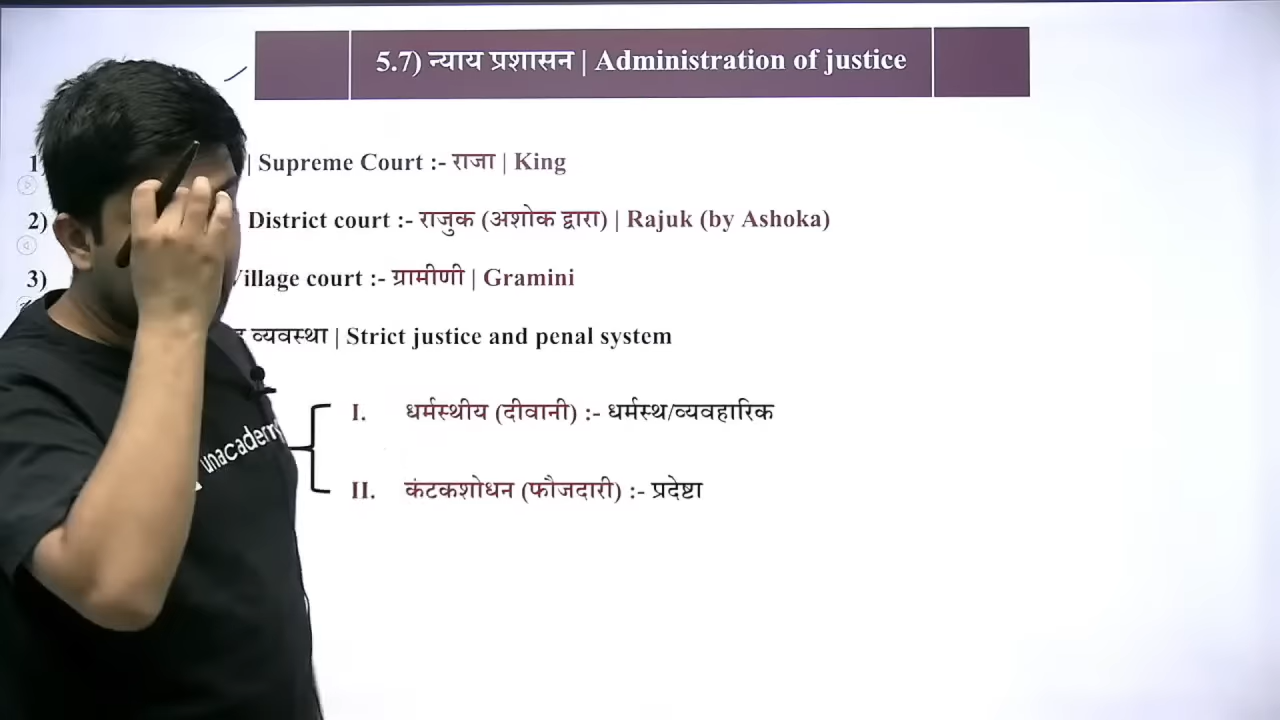 5.7) न्याय प्रशासन | Administration of justice
1)
| Supreme Court :- राजा | King
2)
District court :- राजुक (अशोक द्वारा) | Rajuk (by Ashoka)
3)
Village court :- ग्रामीणी | Gramini
व्यवस्था | Strict justice and penal system
I. धर्मस्थीय (दीवानी) :- धर्मस्थ/व्यवहारिक
II. कंटकशोधन (फौजदारी) :- प्रदेष्टा
unacademy